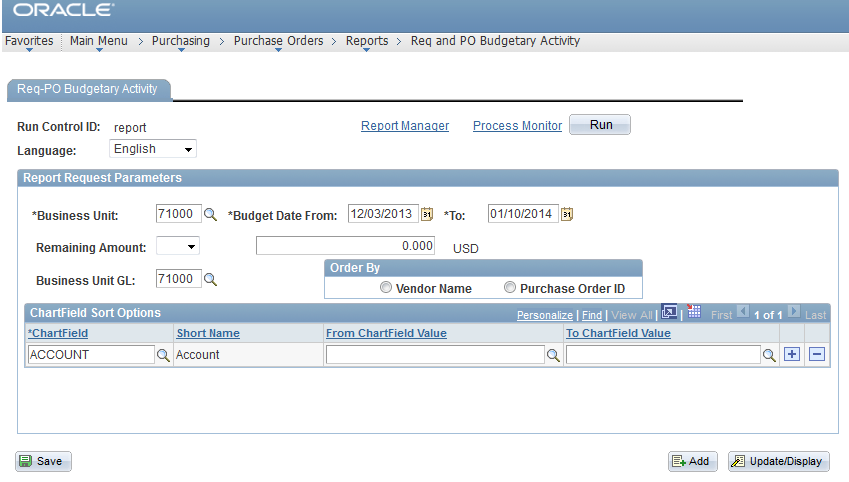 ORACLE
Favorites Main Menu > Purchasing > Purchase Orders > Reports > Req and PO Budgetary Activity
Req-PO Budgetary Activity
Run Control ID: report Report Manager Process Monitor Run
Language: English
Report Request Parameters
*Business Unit: 71000 *Budget Date From: 12/03/2013 31 *To: 01/10/2014 31
Remaining Amount: 0.000 USD
Business Unit GL: 71000
Order By
Vendor Name Purchase Order ID
ChartField Sort Options Personalize | Find | View All | | First 1 of 1 Last
*ChartField Short Name From ChartField Value To ChartField Value
ACCOUNT Account
Save Add Update/Display